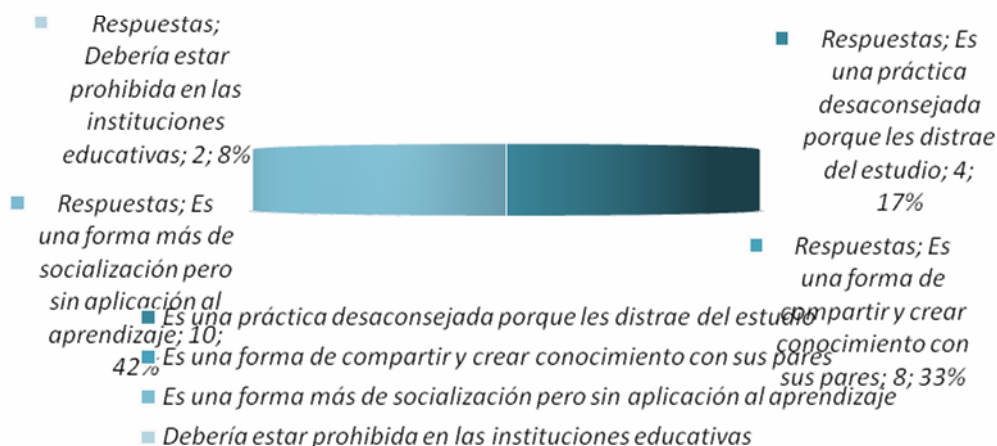 Respuestas;
Debería estar
prohibida en las
instituciones
educativas; 2; 8%
Respuestas; Es
una práctica
desaconsejada
porque les distrae
del estudio; 4;
17%
Respuestas; Es
una forma más de
socialización pero
sin aplicación al
aprendizaje; 10;
42%
Respuestas; Es
una forma de
compartir y crear
conocimiento con
sus pares; 8; 33%
Es una práctica desaconsejada porque les distrae del estudio
Es una forma de compartir y crear conocimiento con sus pares
Es una forma más de socialización pero sin aplicación al aprendizaje
Debería estar prohibida en las instituciones educativas